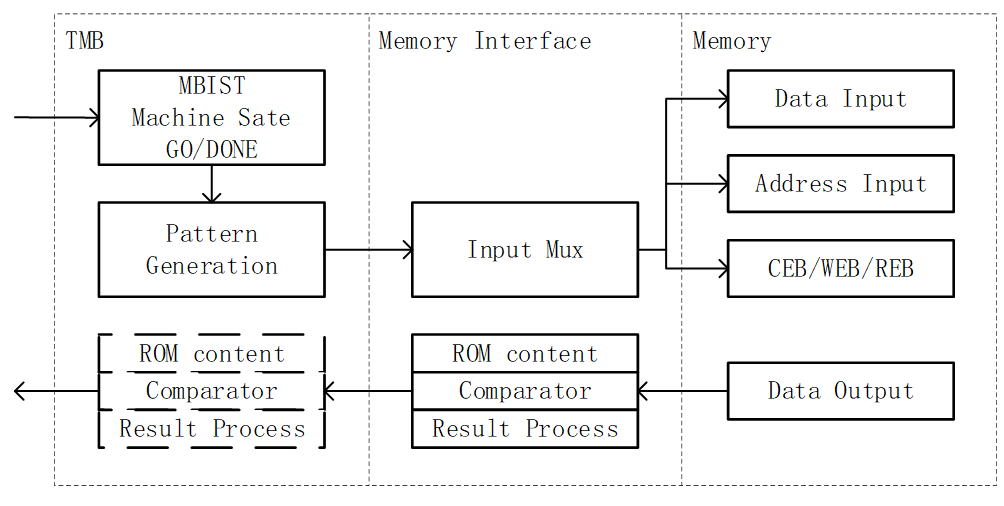 TMB
MBIST
Machine Sate
GO/DONE
Pattern
Generation
ROM content
Comparator
Result Process
Memory Interface
Input Mux
ROM content
Comparator
Result Process
Memory
Data Input
Address Input
CEB/WEB/REB
Data Output